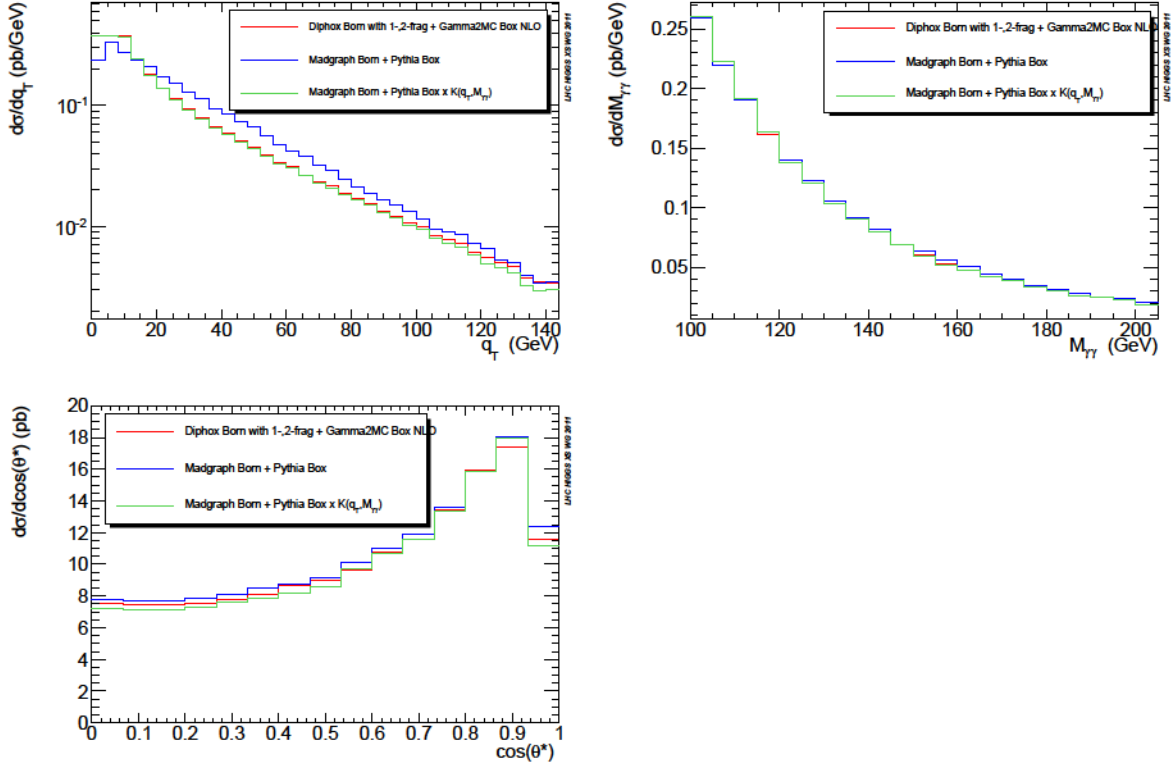 dσ/dq_T (pb/GeV)
Diphox Born with 1-,2-frag + Gamma2MC Box NLO
Madgraph Born + Pythia Box
Madgraph Born + Pythia Box x K(q_T,M_γγ)
LHC HIGGS XS WG 2011
10⁻¹
10⁻²
0 20 40 60 80 100 120 140
q_T (GeV)
dσ/dM_γγ (pb/GeV)
Diphox Born with 1-,2-frag + Gamma2MC Box NLO
Madgraph Born + Pythia Box
Madgraph Born + Pythia Box x K(q_T,M_γγ)
LHC HIGGS XS WG 2011
0.25
0.2
0.15
0.1
0.05
100 120 140 160 180 200
M_γγ (GeV)
dσ/dcos(θ*) (pb)
Diphox Born with 1-,2-frag + Gamma2MC Box NLO
Madgraph Born + Pythia Box
Madgraph Born + Pythia Box x K(q_T,M_γγ)
LHC HIGGS XS WG 2011
20
18
16
14
12
10
8
6
4
2
0
0 0.1 0.2 0.3 0.4 0.5 0.6 0.7 0.8 0.9 1
cos(θ*)